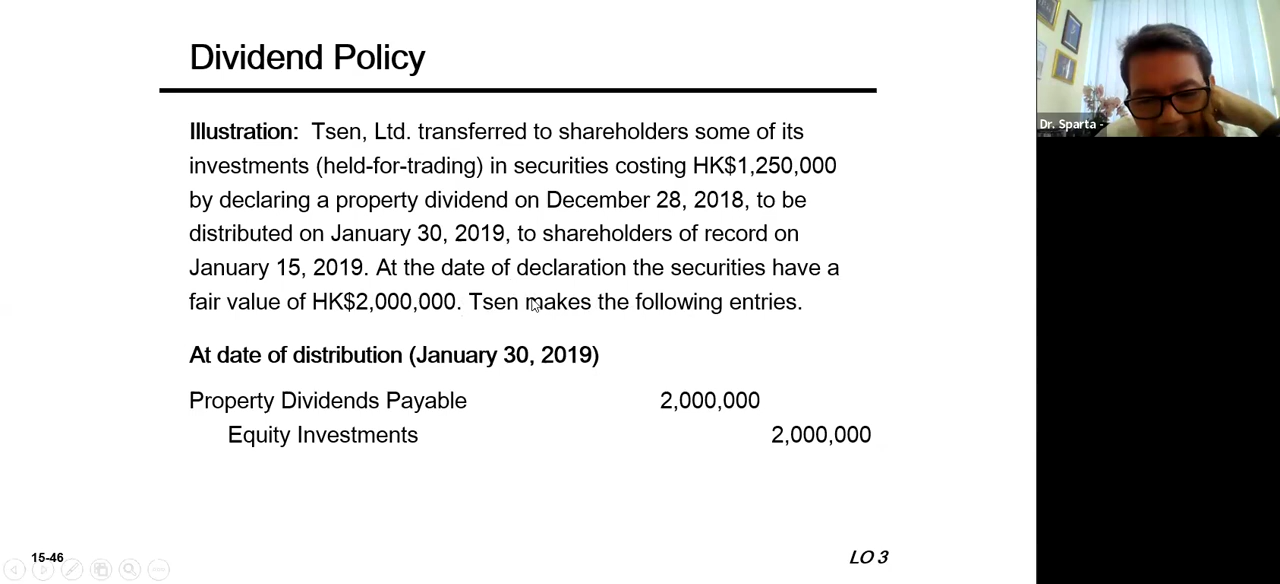 Dividend Policy
Illustration: Tsen, Ltd. transferred to shareholders some of its
investments (held-for-trading) in securities costing HK$1,250,000
by declaring a property dividend on December 28, 2018, to be
distributed on January 30, 2019, to shareholders of record on
January 15, 2019. At the date of declaration the securities have a
fair value of HK$2,000,000. Tsen makes the following entries.
At date of distribution (January 30, 2019)
Property Dividends Payable 2,000,000
Equity Investments 2,000,000
15-46
LO 3
Dr. Sparta -